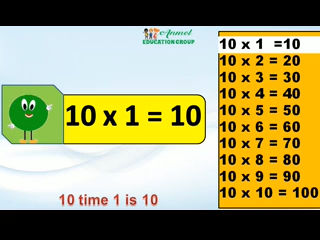 Anmol
EDUCATION GROUP
10 x 1 = 10
10 time 1 is 10
10 x 1 =10
10 x 2 = 20
10 x 3 = 30
10 x 4 = 40
10 x 5 = 50
10 x 6 = 60
10 x 7 = 70
10 x 8 = 80
10 x 9 = 90
10 x 10 = 100